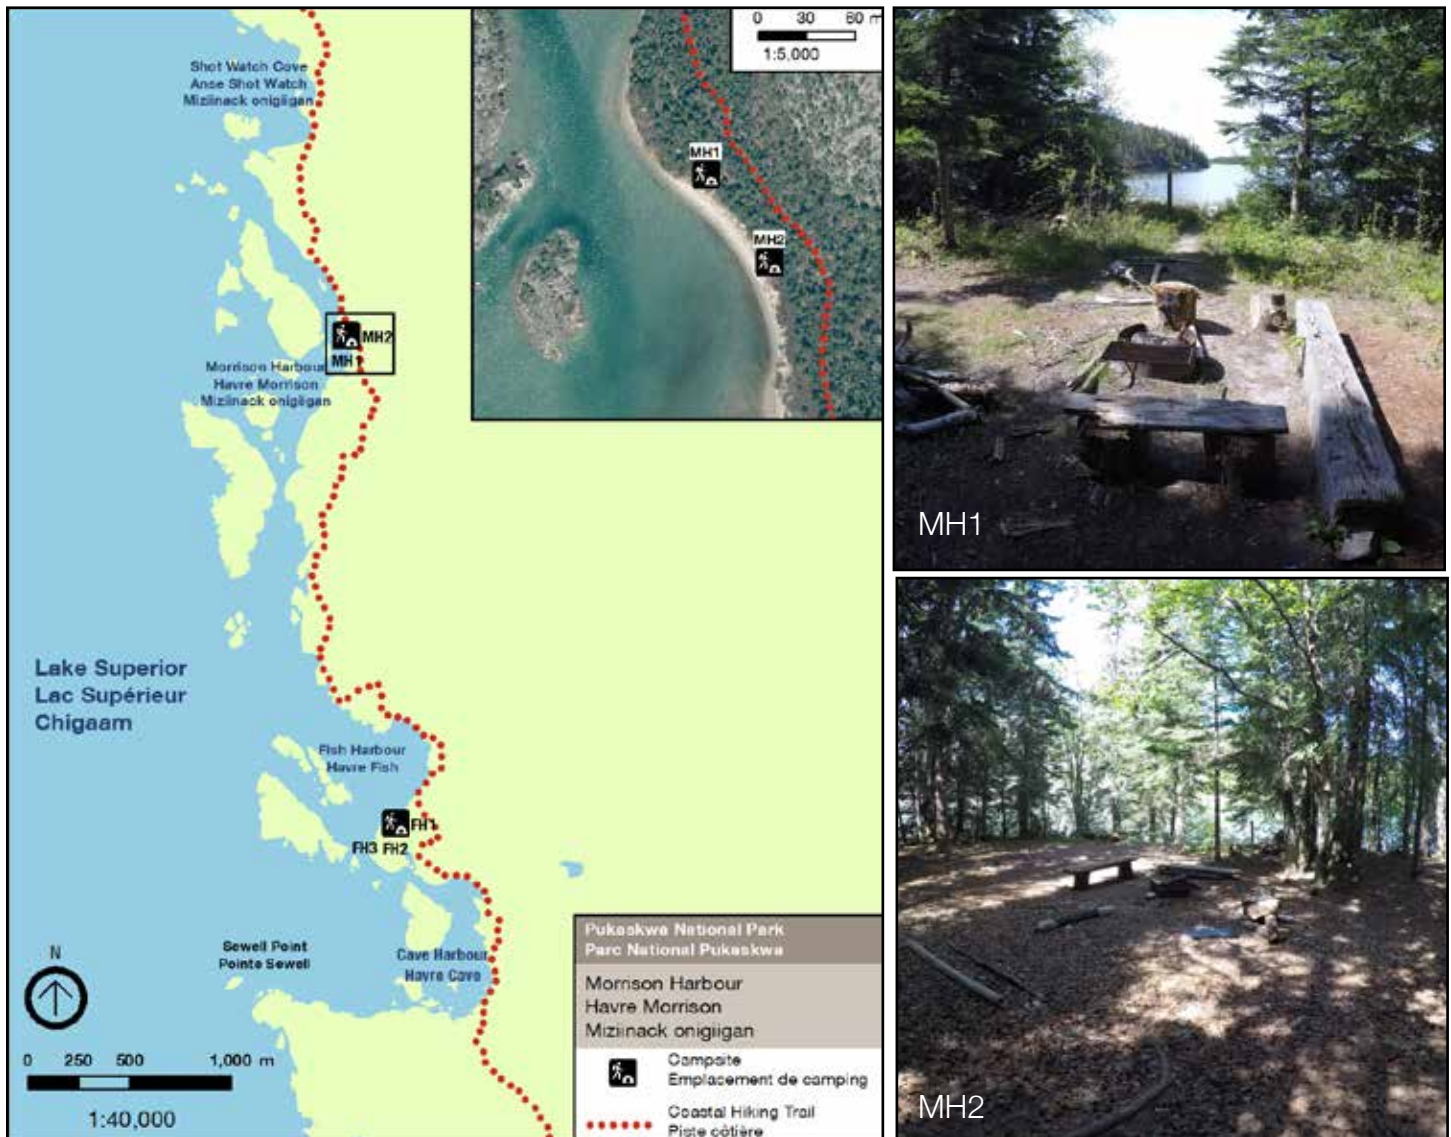 Shot Watch Cove
Anse Shot Watch
Miziinack onigiigan
0 30 60 m
1:5,000
MH1
MH2
MH2
MH1
Morrison Harbour
Havre Morrison
Miziinack onigiigan
Lake Superior
Lac Supérieur
Chigaam
Fish Harbour
Havre Fish
FH1
FH3 FH2
Sewell Point
Pointe Sewell
Cave Harbour
Havre Cave
N
0 250 500 1,000 m
1:40,000
Pukaskwa National Park
Parc National Pukaskwa
Morrison Harbour
Havre Morrison
Miziinack onigiigan
Campsite
Emplacement de camping
Coastal Hiking Trail
Piste côtière
MH1
MH2